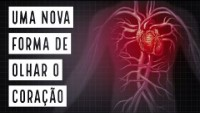 UMA NOVA
FORMA DE
OLHAR O
CORAÇÃO